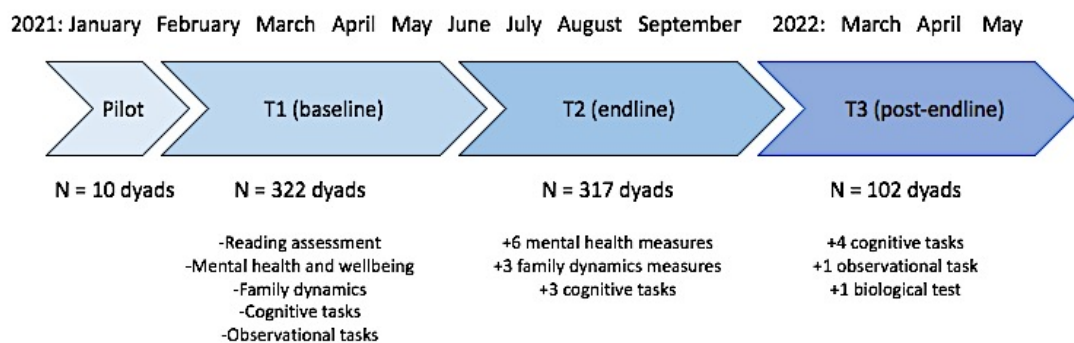 2021: January February March April May June July August September 2022: March April May
Pilot T1 (baseline) T2 (endline) T3 (post-endline)
N = 10 dyads N = 322 dyads N = 317 dyads N = 102 dyads
-Reading assessment +6 mental health measures +4 cognitive tasks
-Mental health and wellbeing +3 family dynamics measures +1 observational task
-Family dynamics +3 cognitive tasks +1 biological test
-Cognitive tasks
-Observational tasks